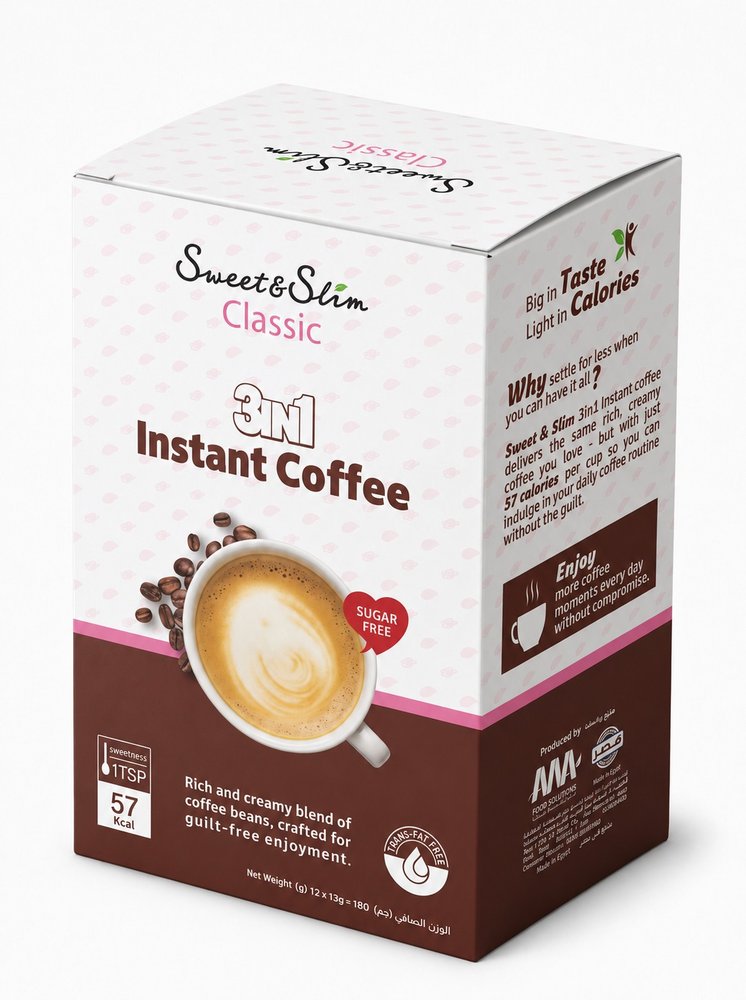 Sweet & Slim
Classic
Sweet & Slim
Classic
3IN1
Instant Coffee
SUGAR
FREE
sweetness
1TSP
57
Kcal
Rich and creamy blend of
coffee beans, crafted for
guilt-free enjoyment.
TRANS-FAT FREE
Net Weight (g) 12 x 13g = 180 الوزن الصافي (جم)
Big in Taste
Light in Calories
Why settle for less when
you can have it all ?
Sweet & Slim 3in1 Instant coffee
delivers the same rich, creamy
coffee you love - but with just
57 calories per cup so you can
indulge in your daily coffee routine
without the guilt.
Enjoy
more coffee
moments every day
without compromise.
Produced by
AAA
FOOD SOLUTIONS
مصر
Made in Egypt
Made in Egypt